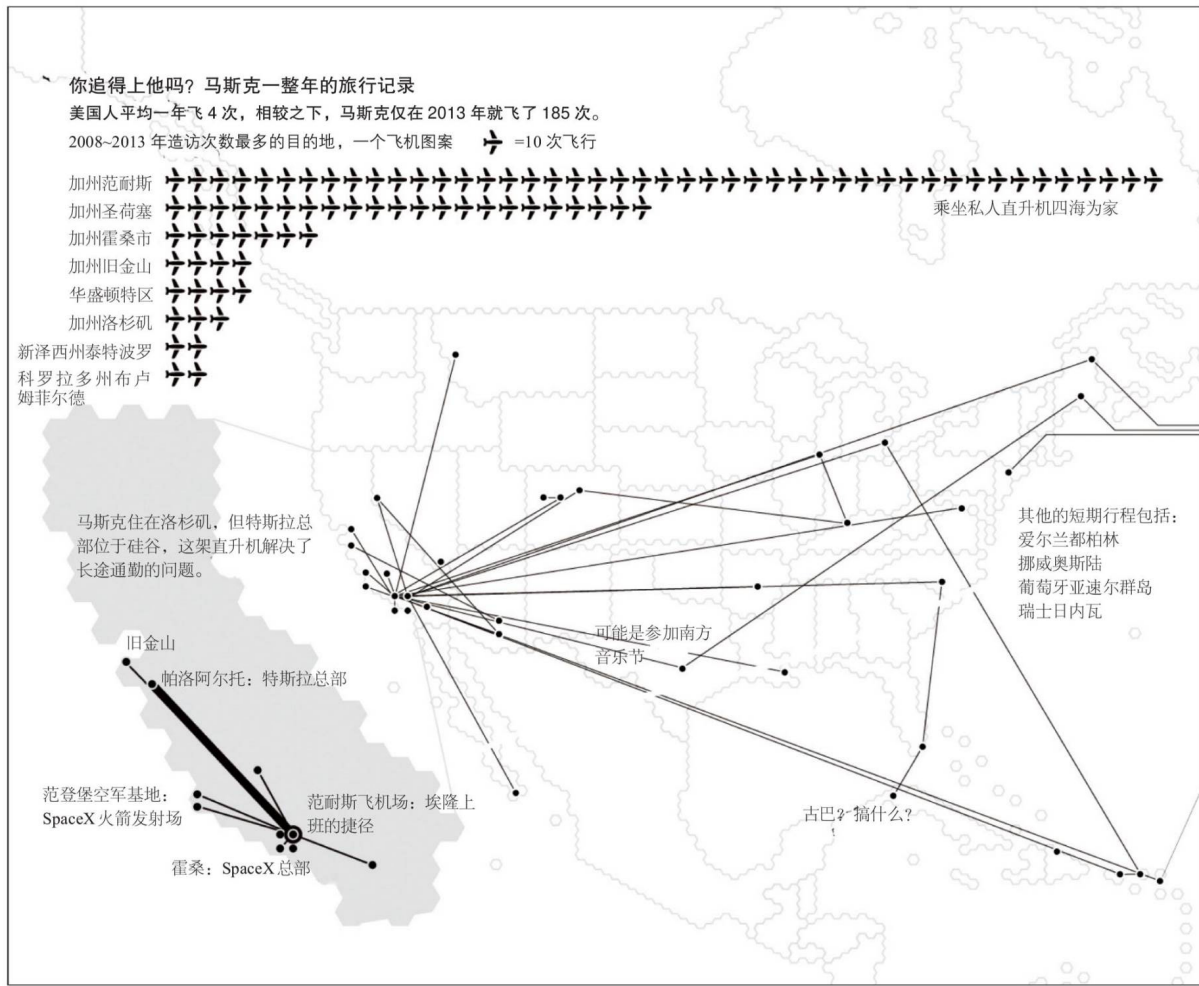 你追得上他吗？马斯克一整年的旅行记录
美国人平均一年飞 4 次，相较之下，马斯克仅在 2013 年就飞了 185 次。
2008~2013 年造访次数最多的目的地，一个飞机图案 =10 次飞行
加州范耐斯
加州圣荷塞
乘坐私人直升机四海为家
加州霍桑市
加州旧金山
华盛顿特区
加州洛杉矶
新泽西州泰特波罗
科罗拉多州布卢
姆菲尔德
马斯克住在洛杉矶，但特斯拉总
部位于硅谷，这架直升机解决了
长途通勤的问题。
其他的短期行程包括：
爱尔兰都柏林
挪威奥斯陆
葡萄牙亚速尔群岛
瑞士日内瓦
可能是参加南方
音乐节
旧金山
帕洛阿尔托：特斯拉总部
范登堡空军基地：
SpaceX 火箭发射场
范耐斯飞机场：埃隆上
班的捷径
霍桑：SpaceX 总部
古巴？搞什么？